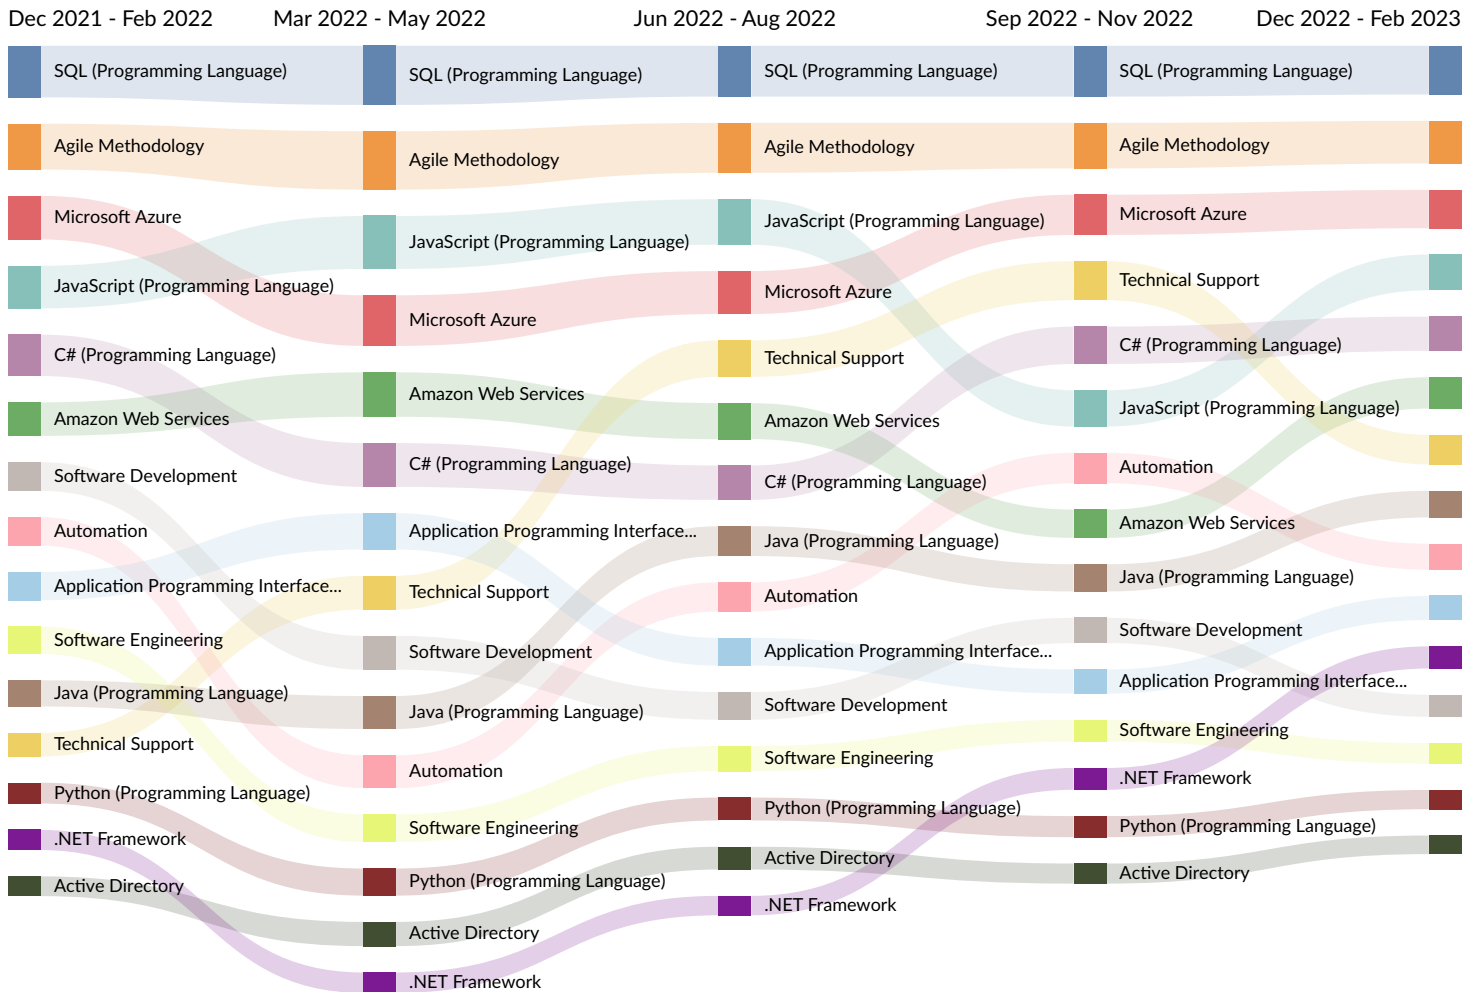 Dec 2021 - Feb 2022
Mar 2022 - May 2022
Jun 2022 - Aug 2022
Sep 2022 - Nov 2022
Dec 2022 - Feb 2023
SQL (Programming Language)
Agile Methodology
Microsoft Azure
JavaScript (Programming Language)
C# (Programming Language)
Amazon Web Services
Software Development
Automation
Application Programming Interface...
Software Engineering
Java (Programming Language)
Technical Support
Python (Programming Language)
.NET Framework
Active Directory
SQL (Programming Language)
Agile Methodology
JavaScript (Programming Language)
Microsoft Azure
Amazon Web Services
C# (Programming Language)
Application Programming Interface...
Technical Support
Software Development
Java (Programming Language)
Automation
Software Engineering
Python (Programming Language)
Active Directory
.NET Framework
SQL (Programming Language)
Agile Methodology
JavaScript (Programming Language)
Microsoft Azure
Technical Support
Amazon Web Services
C# (Programming Language)
Java (Programming Language)
Automation
Application Programming Interface...
Software Development
Software Engineering
Python (Programming Language)
Active Directory
.NET Framework
SQL (Programming Language)
Agile Methodology
Microsoft Azure
Technical Support
C# (Programming Language)
JavaScript (Programming Language)
Automation
Amazon Web Services
Java (Programming Language)
Software Development
Application Programming Interface...
Software Engineering
.NET Framework
Python (Programming Language)
Active Directory